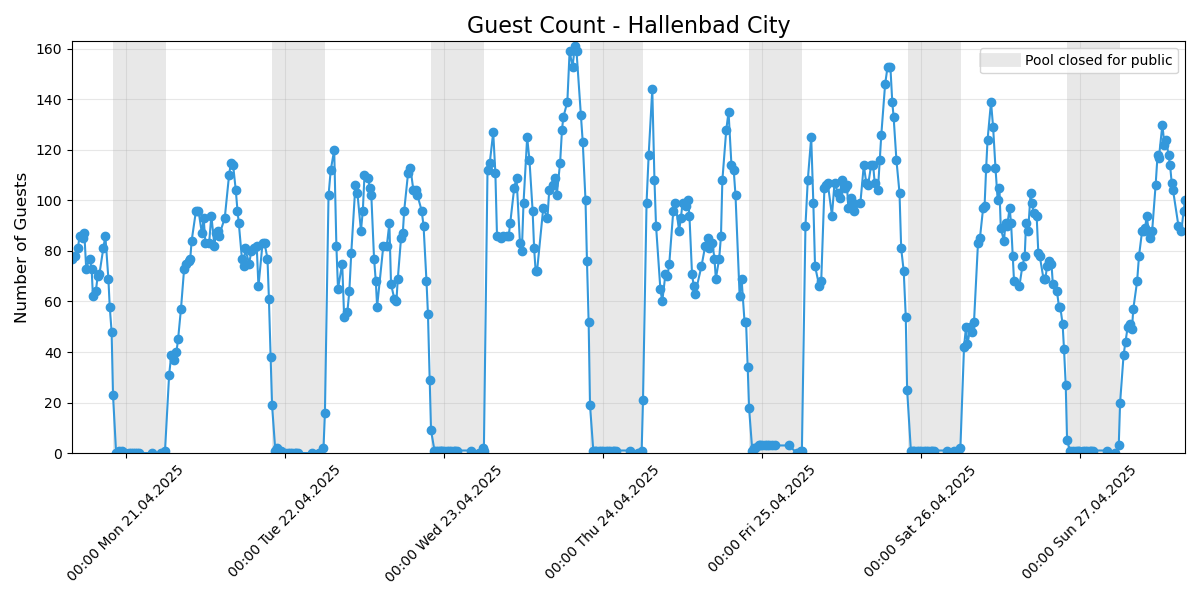 Guest Count - Hallenbad City
Pool closed for public
Number of Guests
160
140
120
100
80
60
40
20
0
00:00 Mon 21.04.2025
00:00 Tue 22.04.2025
00:00 Wed 23.04.2025
00:00 Thu 24.04.2025
00:00 Fri 25.04.2025
00:00 Sat 26.04.2025
00:00 Sun 27.04.2025